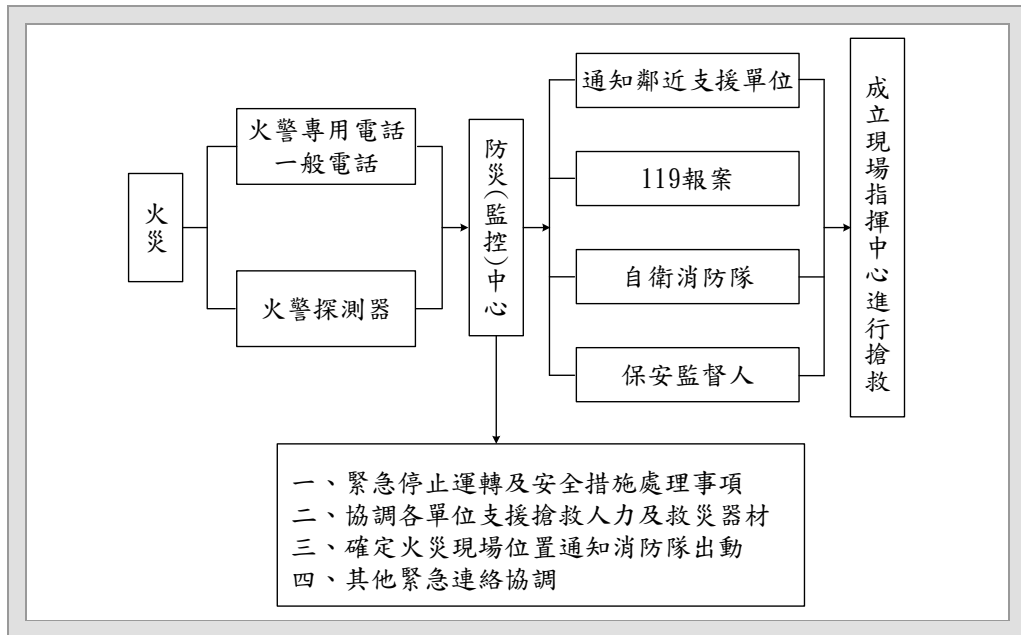 火災
火警專用電話
一般電話
火警探測器
防災(監控)中心
通知鄰近支援單位
119報案
自衛消防隊
保安監督人
成立現場指揮中心進行搶救
一、緊急停止運轉及安全措施處理事項
二、協調各單位支援搶救人力及救災器材
三、確定火災現場位置通知消防隊出動
四、其他緊急連絡協調